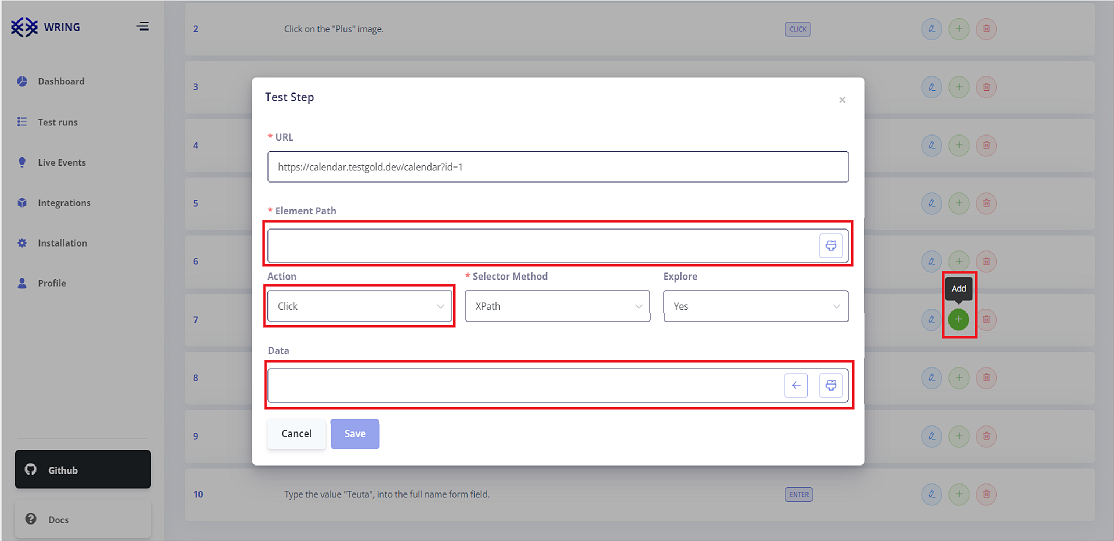 WRING
Dashboard
Test runs
Live Events
Integrations
Installation
Profile
Github
Docs
2 Click on the "Plus" image. CLICK
3
4
5
6
7
8
9
10 Type the value "Teuta", into the full name form field. ENTER
Add
Test Step
×
* URL
https://calendar.testgold.dev/calendar?id=1
* Element Path
Action * Selector Method Explore
Click XPath Yes
Data
Cancel Save